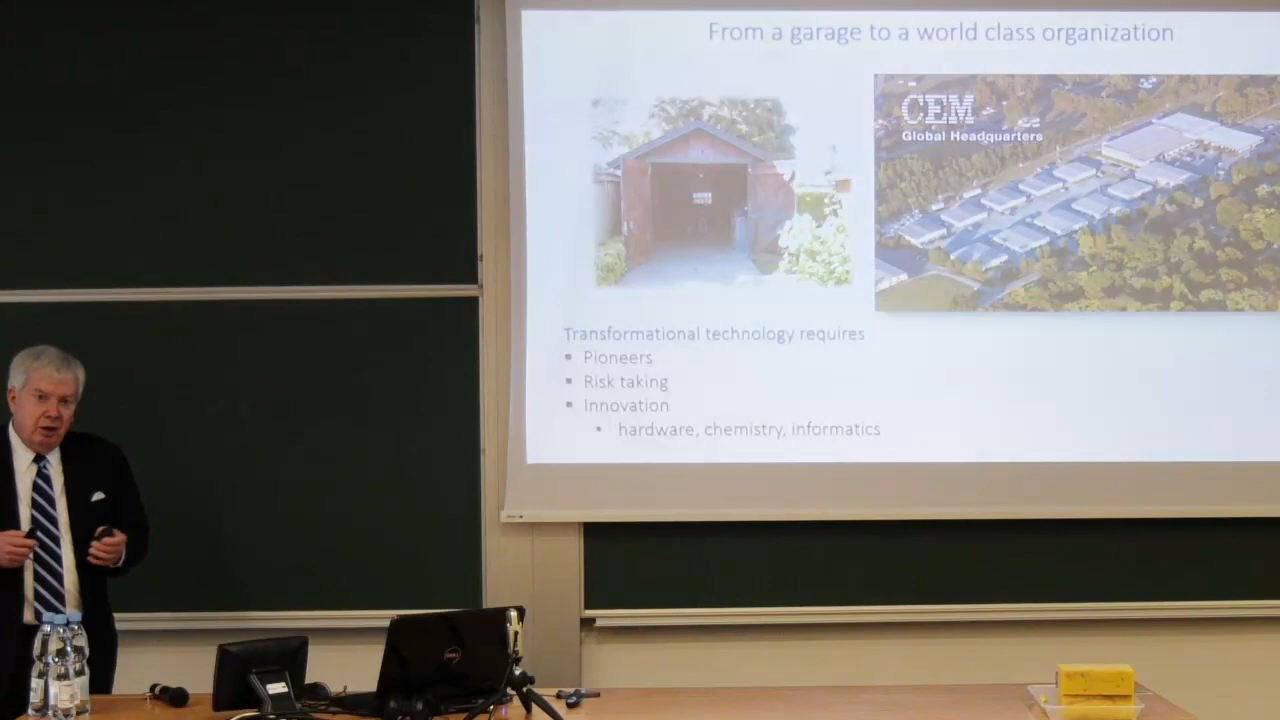 From a garage to a world class organization
CEM
Global Headquarters
Transformational technology requires
▪ Pioneers
▪ Risk taking
▪ Innovation
• hardware, chemistry, informatics
DELL